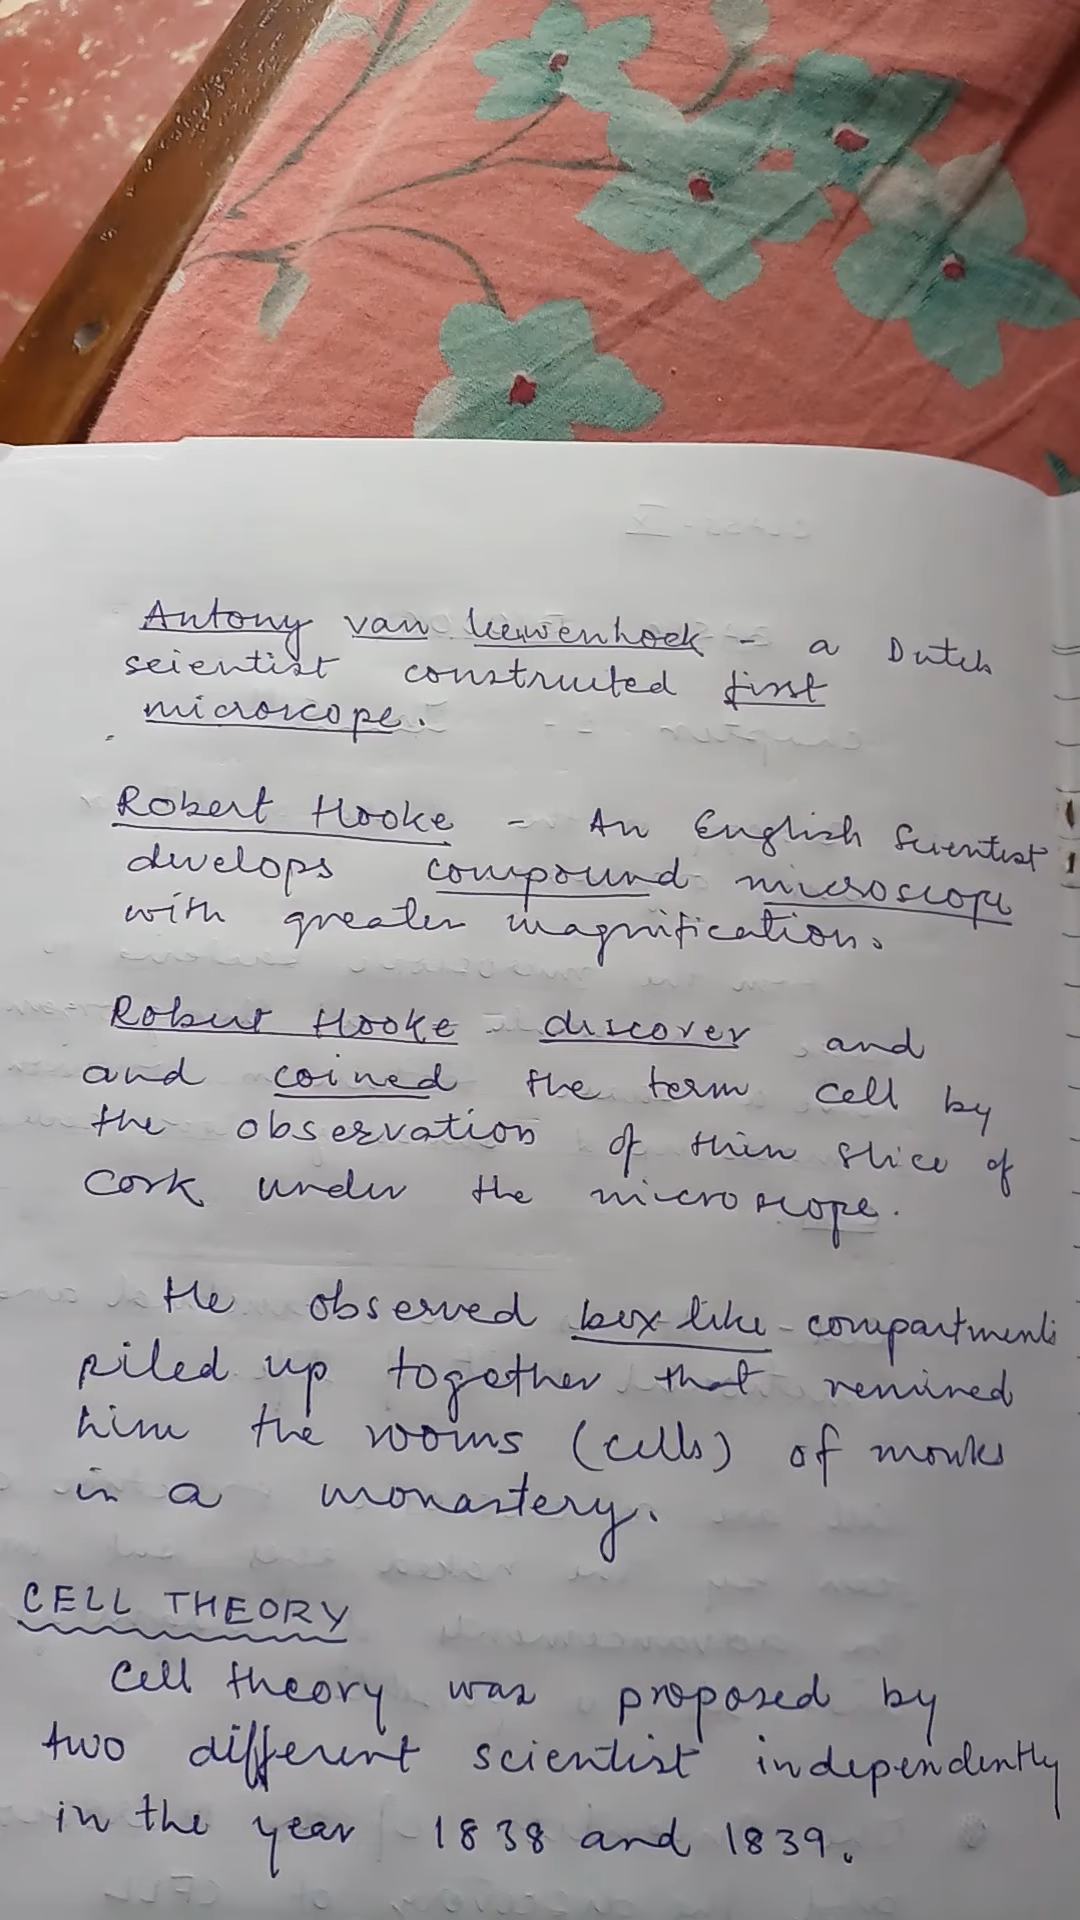 Antony van Leewenhoek - a Dutch
scientist constructed first
microscope.
Robert Hooke - An English Scientist
develops compound microscope
with greater magnification.
Robert Hooke discover and
and coined the term cell by
the observation of thin slice of
cork under the microscope.
He observed box-like compartments
piled up together that remined
him the rooms (cells) of monks
in a monastery.
CELL THEORY
Cell theory was proposed by
two different scientist independently
in the year 1838 and 1839.